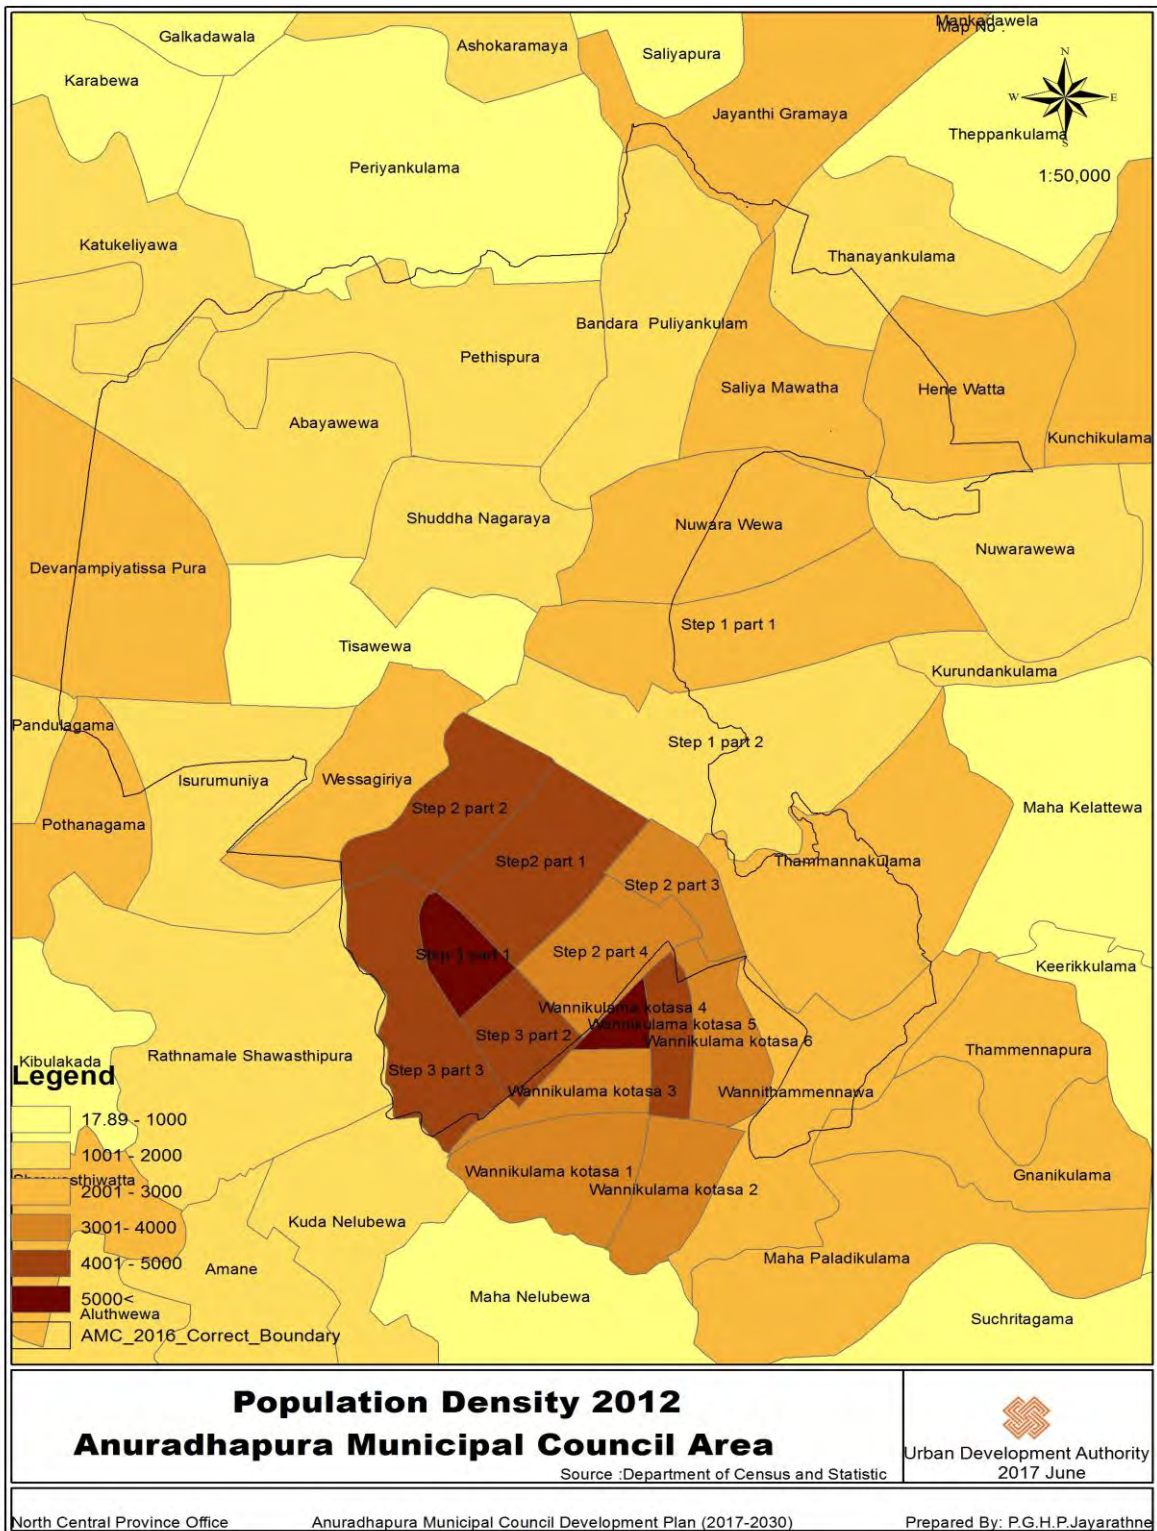 Mankadawela
Map No :
Galkadawala
Ashokaramaya
Saliyapura
N
Karabewa
W
E
S
Jayanthi Gramaya
Theppankulama
Periyankulama
1:50,000
Katukeliyawa
Thanayankulama
Bandara Puliyankulam
Pethispura
Saliya Mawatha
Hene Watta
Abayawewa
Kunchikulama
Shuddha Nagaraya
Nuwara Wewa
Nuwarawewa
Devanampiyatissa Pura
Step 1 part 1
Tisawewa
Kurundankulama
Pandulagama
Step 1 part 2
Isurumuniya
Wessagiriya
Step 2 part 2
Maha Kelattewa
Pothanagama
Step2 part 1
Thammannakulama
Step 2 part 3
Step 3 part 1
Step 2 part 4
Keerikkulama
Wannikulama kotasa 4
Wannikulama kotasa 5
Step 3 part 2
Wannikulama kotasa 6
Rathnamale Shawasthipura
Thammennapura
Kibulakada
Step 3 part 3
Wannikulama kotasa 3
Wannithammennawa
Legend
17.89 - 1000
1001 - 2000
Wannikulama kotasa 1
Gnanikulama
Shrawasthiwatta
2001 - 3000
Wannikulama kotasa 2
Kuda Nelubewa
3001- 4000
4001 - 5000
Amane
Maha Paladikulama
5000<
Maha Nelubewa
Aluthwewa
Suchritagama
AMC_2016_Correct_Boundary
Population Density 2012
Anuradhapura Municipal Council Area
Source :Department of Census and Statistic
Urban Development Authority
2017 June
North Central Province Office
Anuradhapura Municipal Council Development Plan (2017-2030)
Prepared By: P.G.H.P.Jayarathne